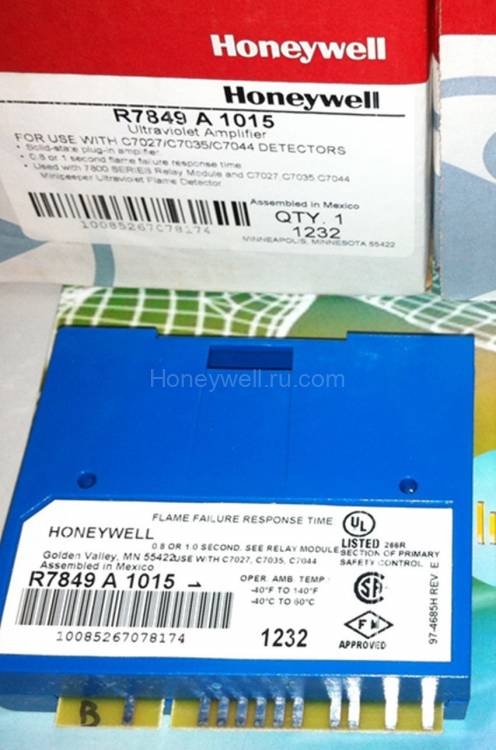 Honeywell
Honeywell
R7849 A 1015
Ultraviolet Amplifier
FOR USE WITH C7027/C7035/C7044 DETECTORS
• Solid-state plug-in amplifier
• 0.8 or 1 second flame failure response time
• Used with 7800 SERIES Relay Module and C7027,C7035,C7044
Minipeeper Ultraviolet Flame Detector
Assembled in Mexico
QTY. 1
1232
MINNEAPOLIS, MINNESOTA 55422
10085267078174
Honeywell.ru.com
FLAME FAILURE RESPONSE TIME
HONEYWELL
0.8 OR 1.0 SECOND. SEE RELAY MODULE
Golden Valley, MN 55422
USE WITH C7027, C7035, C7044
Assembled in Mexico
R7849 A 1015
OPER. AMB. TEMP:
-40°F TO 140°F
-40°C TO 60°C
10085267078174
1232
UL
LISTED 266R
SECTION OF PRIMARY
SAFETY CONTROL
SA
FM
APPROVED
97-4685H REV E
B